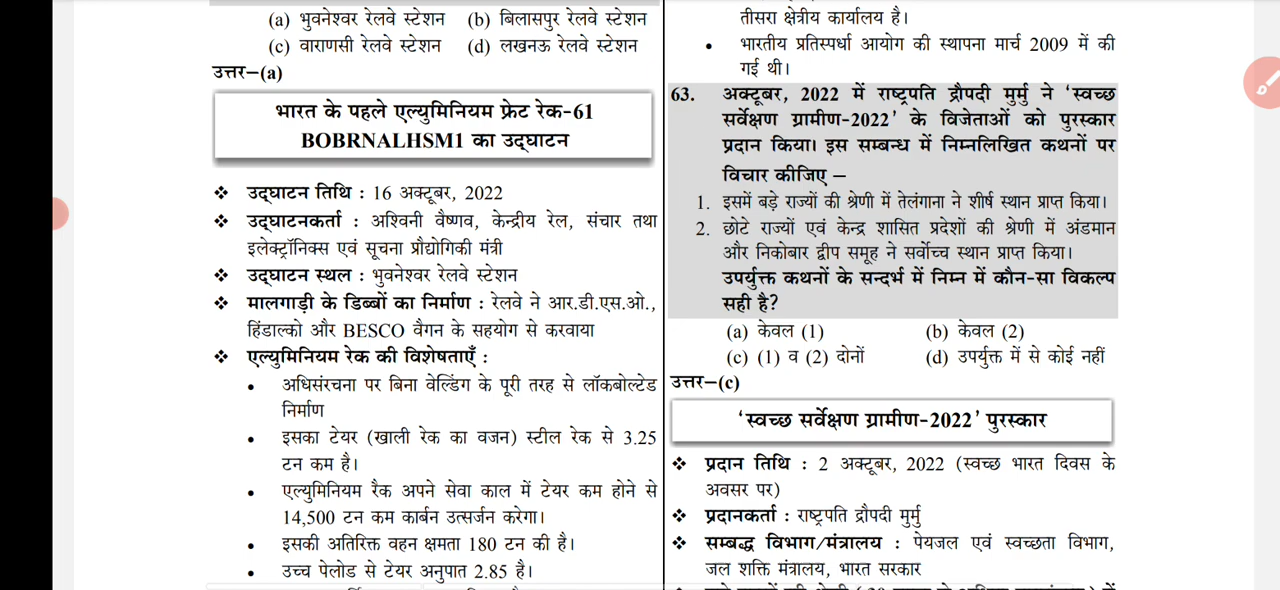 (a) भुवनेश्वर रेलवे स्टेशन (b) बिलासपुर रेलवे स्टेशन
(c) वाराणसी रेलवे स्टेशन (d) लखनऊ रेलवे स्टेशन
उत्तर–(a)
भारत के पहले एल्युमिनियम फ्रेट रेक-61
BOBRNALHSM1 का उद्घाटन
❖ उद्घाटन तिथि : 16 अक्टूबर, 2022
❖ उद्घाटनकर्ता : अश्विनी वैष्णव, केन्द्रीय रेल, संचार तथा
इलेक्ट्रॉनिक्स एवं सूचना प्रौद्योगिकी मंत्री
❖ उद्घाटन स्थल : भुवनेश्वर रेलवे स्टेशन
❖ मालगाड़ी के डिब्बों का निर्माण : रेलवे ने आर.डी.एस.ओ.,
हिंडाल्को और BESCO वैगन के सहयोग से करवाया
❖ एल्युमिनियम रेक की विशेषताएँ :
• अधिसंरचना पर बिना वेल्डिंग के पूरी तरह से लॉकबोल्टेड
निर्माण
• इसका टेयर (खाली रेक का वजन) स्टील रेक से 3.25
टन कम है।
• एल्युमिनियम रैक अपने सेवा काल में टेयर कम होने से
14,500 टन कम कार्बन उत्सर्जन करेगा।
• इसकी अतिरिक्त वहन क्षमता 180 टन की है।
• उच्च पेलोड से टेयर अनुपात 2.85 है।
तीसरा क्षेत्रीय कार्यालय है।
• भारतीय प्रतिस्पर्धा आयोग की स्थापना मार्च 2009 में की
गई थी।
63. अक्टूबर, 2022 में राष्ट्रपति द्रौपदी मुर्मु ने ‘स्वच्छ
सर्वेक्षण ग्रामीण-2022’ के विजेताओं को पुरस्कार
प्रदान किया। इस सम्बन्ध में निम्नलिखित कथनों पर
विचार कीजिए –
1. इसमें बड़े राज्यों की श्रेणी में तेलंगाना ने शीर्ष स्थान प्राप्त किया।
2. छोटे राज्यों एवं केन्द्र शासित प्रदेशों की श्रेणी में अंडमान
और निकोबार द्वीप समूह ने सर्वोच्च स्थान प्राप्त किया।
उपर्युक्त कथनों के सन्दर्भ में निम्न में कौन-सा विकल्प
सही है?
(a) केवल (1) (b) केवल (2)
(c) (1) व (2) दोनों (d) उपर्युक्त में से कोई नहीं
उत्तर–(c)
‘स्वच्छ सर्वेक्षण ग्रामीण-2022’ पुरस्कार
❖ प्रदान तिथि : 2 अक्टूबर, 2022 (स्वच्छ भारत दिवस के
अवसर पर)
❖ प्रदानकर्ता : राष्ट्रपति द्रौपदी मुर्मु
❖ सम्बद्ध विभाग/मंत्रालय : पेयजल एवं स्वच्छता विभाग,
जल शक्ति मंत्रालय, भारत सरकार